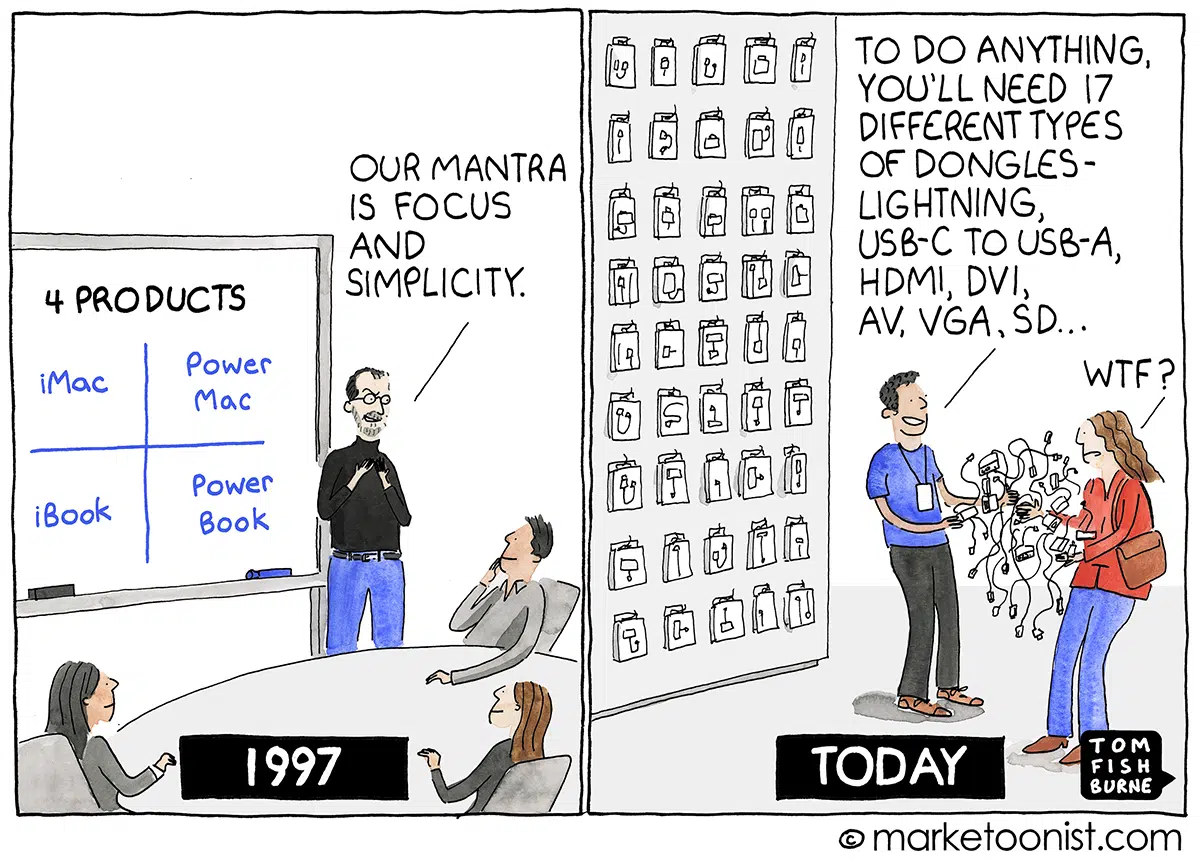 OUR MANTRA
IS FOCUS
AND
SIMPLICITY.
4 PRODUCTS
iMac
Power
Mac
iBook
Power
Book
1997
TO DO ANYTHING,
YOU'LL NEED 17
DIFFERENT TYPES
OF DONGLES-
LIGHTNING,
USB-C TO USB-A,
HDMI, DVI,
AV, VGA, SD...
WTF?
TODAY
TOM
FISH
BURNE
© marketoonist.com